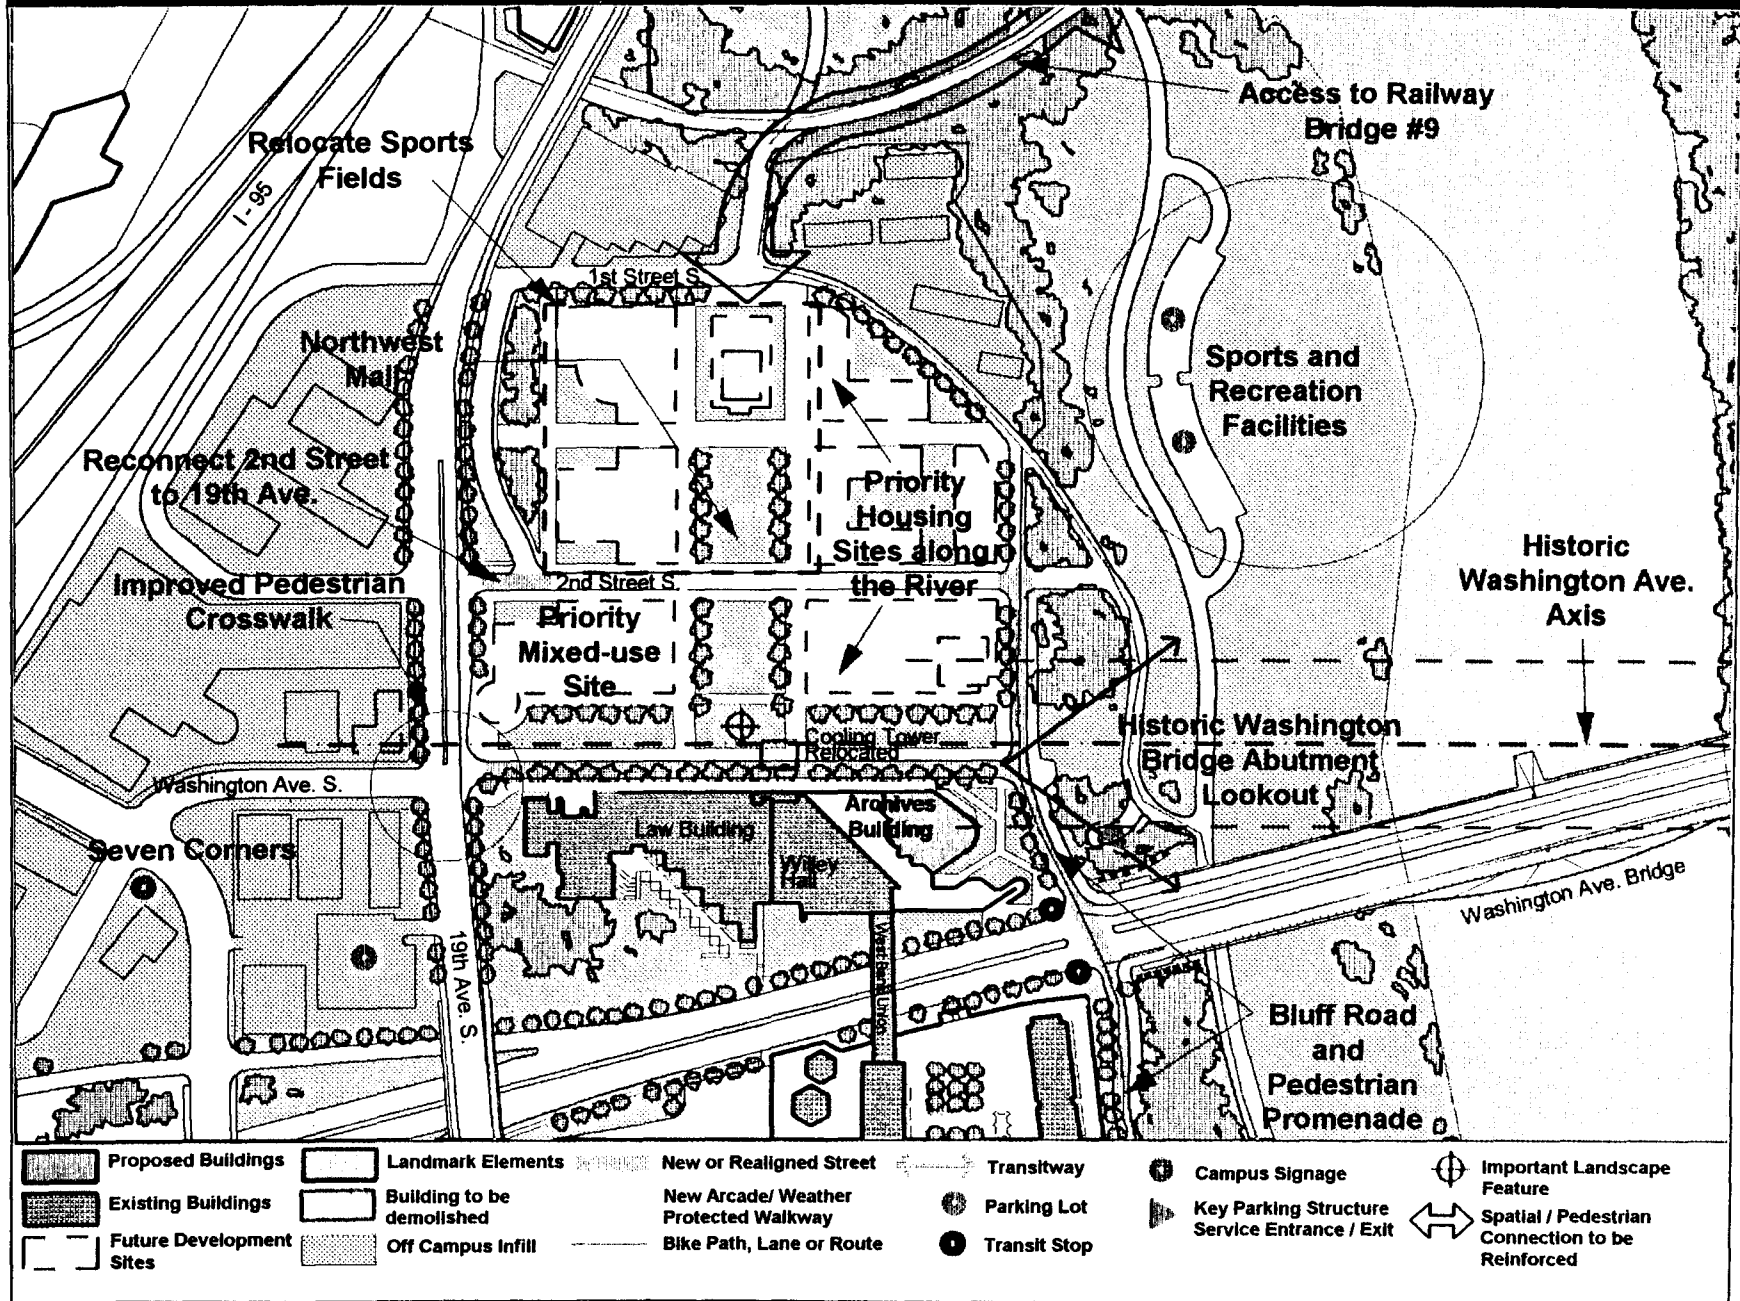 Access to Railway
Bridge #9
Relocate Sports
Fields
I - 95
1st Street S.
Northwest
Mall
Sports and
Recreation
Facilities
Reconnect 2nd Street
to 19th Ave.
Priority
Housing
Sites along
the River
Historic
Washington Ave.
Axis
Improved Pedestrian
Crosswalk
2nd Street S.
Priority
Mixed-use
Site
Historic Washington
Bridge Abutment
Lookout
Cooling Tower
Relocated
Washington Ave. S.
Law Building
Archives
Building
Willey
Hall
Seven Corners
Washington Ave. Bridge
19th Ave. S.
West Bank Union
Bluff Road
and
Pedestrian
Promenade
Proposed Buildings
Existing Buildings
Future Development
Sites
Landmark Elements
Building to be
demolished
Off Campus Infill
New or Realigned Street
New Arcade/ Weather
Protected Walkway
Bike Path, Lane or Route
Transitway
Parking Lot
Transit Stop
Campus Signage
Key Parking Structure
Service Entrance / Exit
Important Landscape
Feature
Spatial / Pedestrian
Connection to be
Reinforced